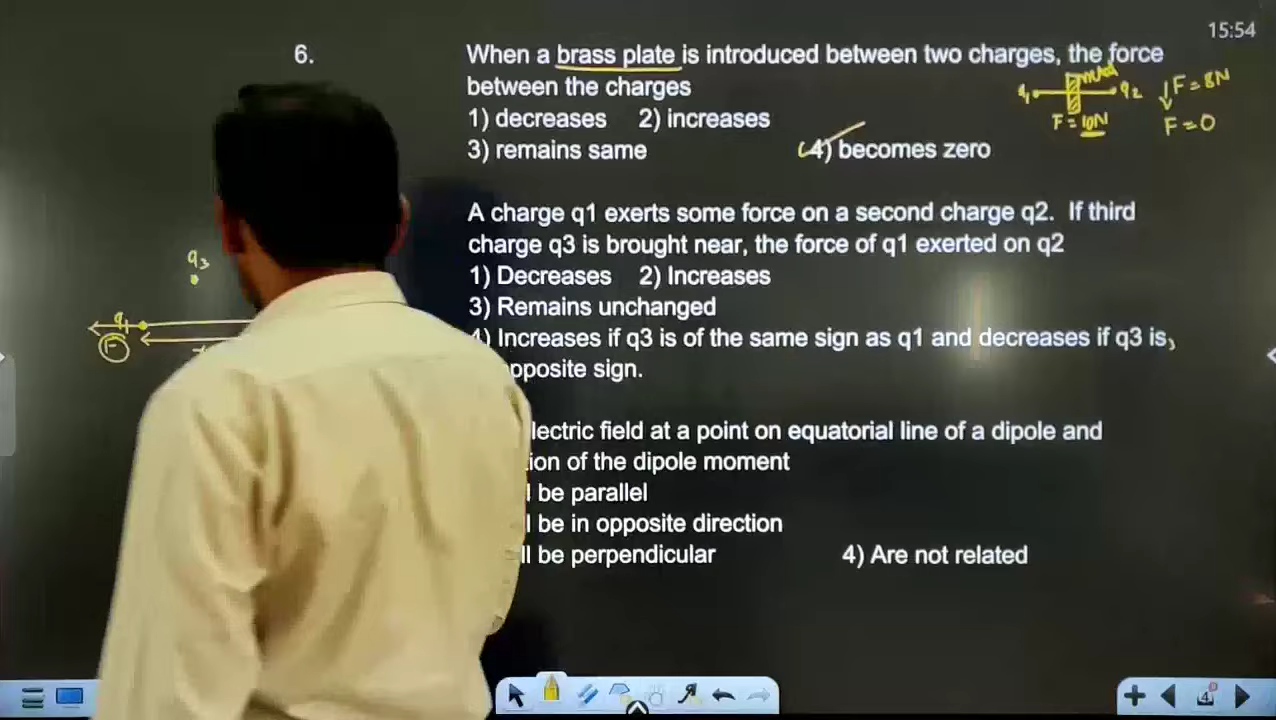 15:54
6.
When a brass plate is introduced between two charges, the force
between the charges
1) decreases 2) increases
3) remains same 4) becomes zero
q1 q2
F = 10N
F = 8N
F = 0
A charge q1 exerts some force on a second charge q2. If third
charge q3 is brought near, the force of q1 exerted on q2
1) Decreases 2) Increases
3) Remains unchanged
) Increases if q3 is of the same sign as q1 and decreases if q3 is
pposite sign.
q3
q1
lectric field at a point on equatorial line of a dipole and
ion of the dipole moment
l be parallel
l be in opposite direction
ll be perpendicular 4) Are not related
4